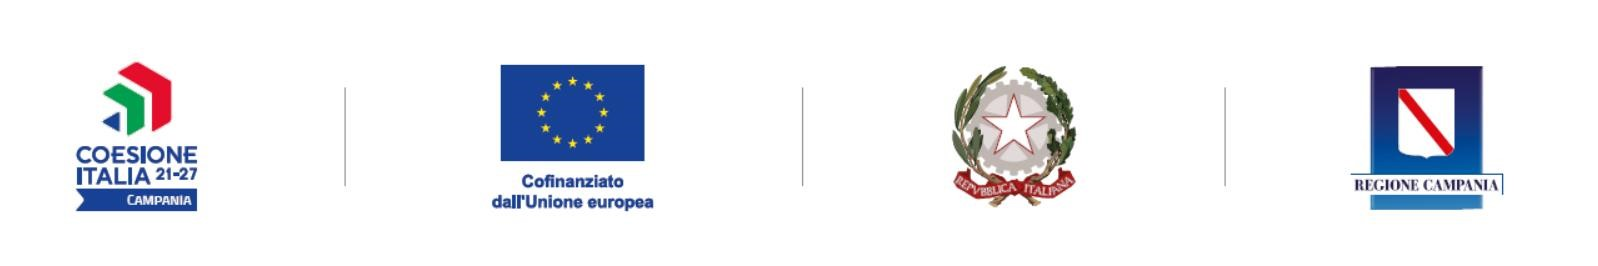 COESIONE
ITALIA 21-27
CAMPANIA
Cofinanziato
dall'Unione europea
REPVBBLICA ITALIANA
REGIONE CAMPANIA